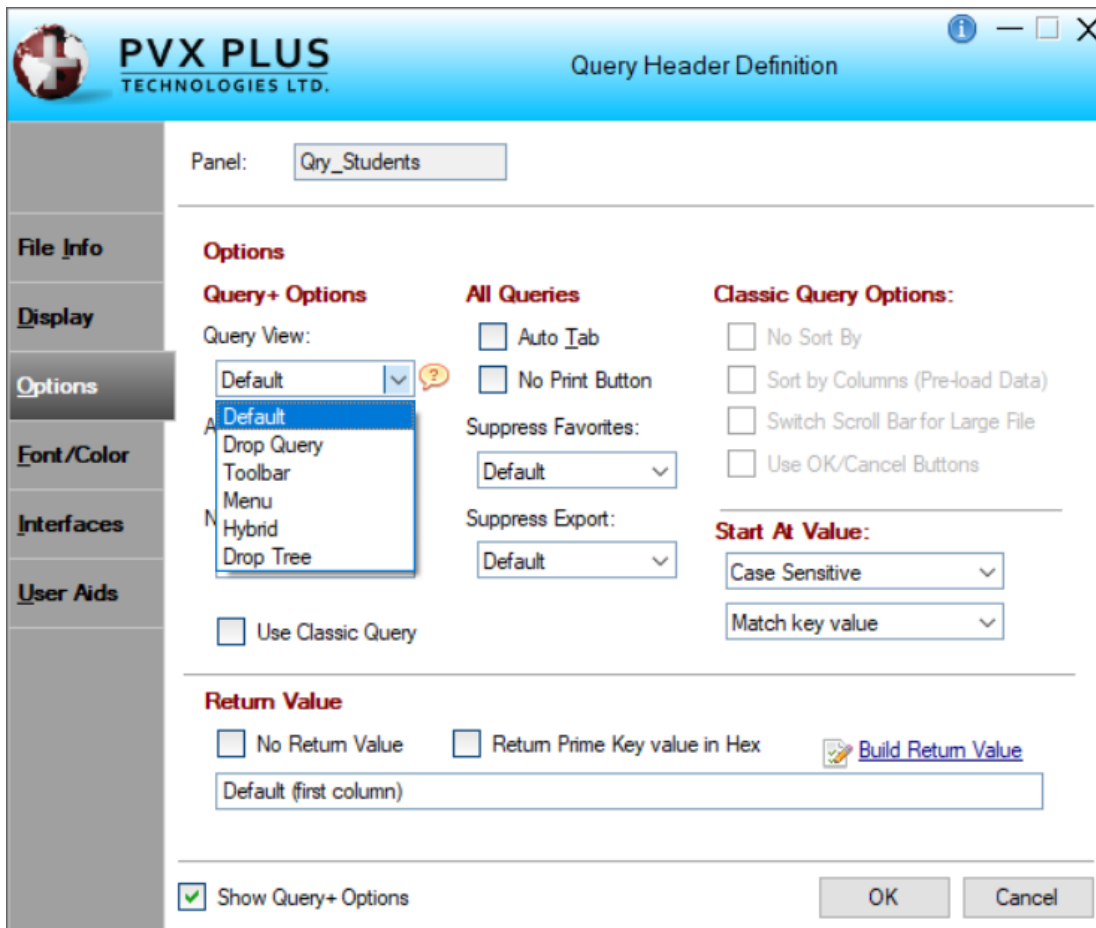 PVX PLUS
TECHNOLOGIES LTD.
Query Header Definition
Panel: Qry_Students
File Info
Display
Options
Font/Color
Interfaces
User Aids
Options
Query+ Options
Query View:
Default
Default
Drop Query
Toolbar
Menu
Hybrid
Drop Tree
A
N
Use Classic Query
All Queries
Auto Tab
No Print Button
Suppress Favorites:
Default
Suppress Export:
Default
Classic Query Options:
No Sort By
Sort by Columns (Pre-load Data)
Switch Scroll Bar for Large File
Use OK/Cancel Buttons
Start At Value:
Case Sensitive
Match key value
Return Value
No Return Value
Return Prime Key value in Hex
Build Return Value
Default (first column)
Show Query+ Options
OK
Cancel